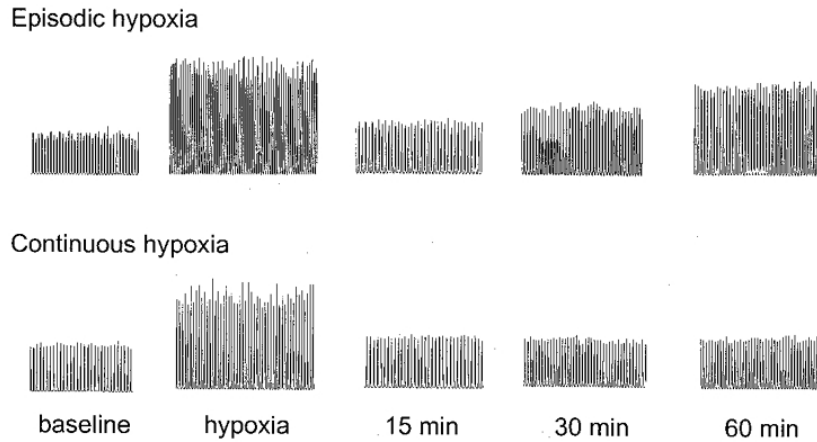 Episodic hypoxia
Continuous hypoxia
baseline hypoxia 15 min 30 min 60 min